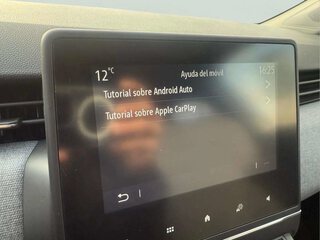 12°C
Ayuda del móvil
16:25
Tutorial sobre Android Auto
Tutorial sobre Apple CarPlay